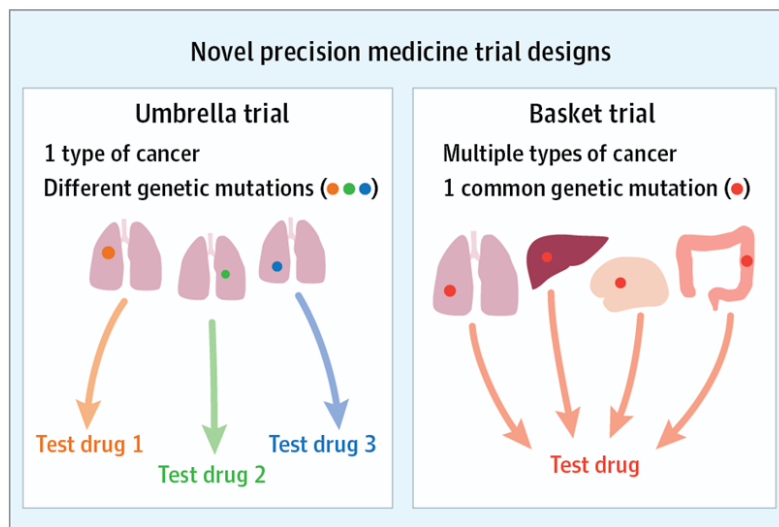 Novel precision medicine trial designs
Umbrella trial
1 type of cancer
Different genetic mutations (●●●)
Test drug 1
Test drug 2
Test drug 3
Basket trial
Multiple types of cancer
1 common genetic mutation (●)
Test drug